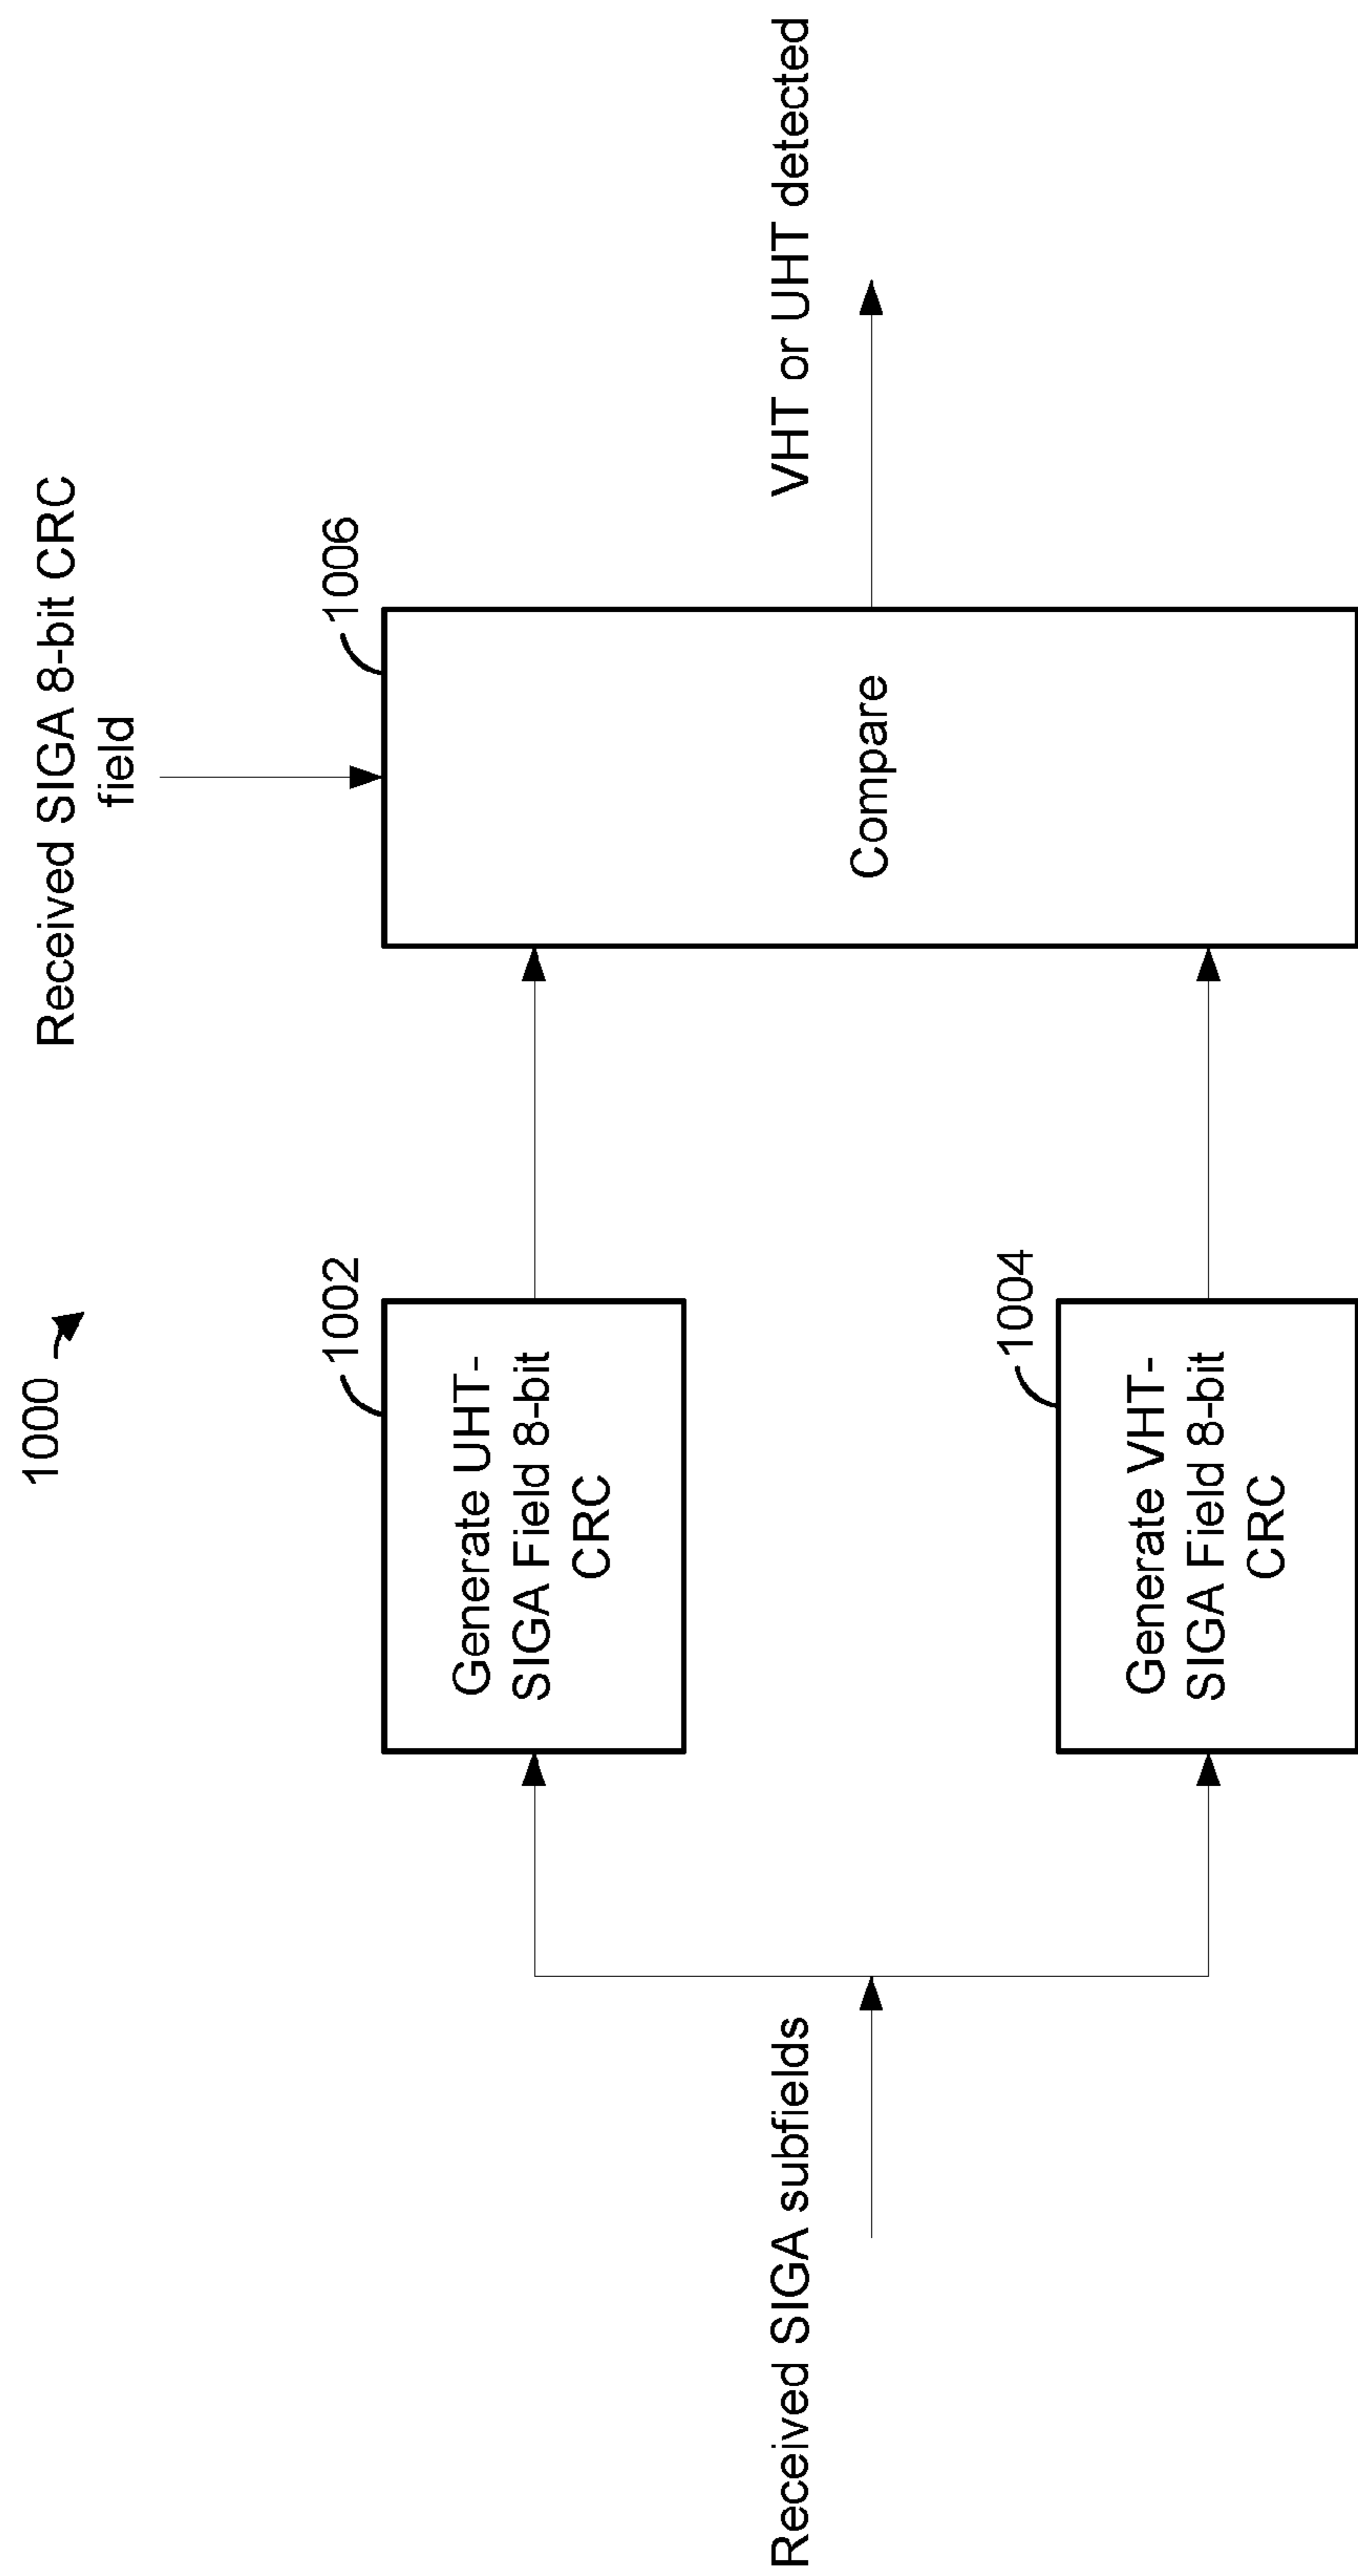 1000
Received SIGA 8-bit CRC
field
1002
1006
Generate UHT-
SIGA Field 8-bit
CRC
Received SIGA subfields
Compare
VHT or UHT detected
1004
Generate VHT-
SIGA Field 8-bit
CRC